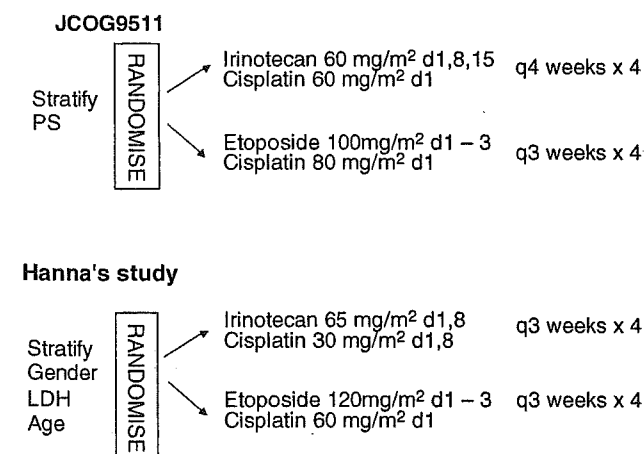 JCOG9511
Stratify
PS
RANDOMISE
Irinotecan 60 mg/m² d1,8,15
Cisplatin 60 mg/m² d1
q4 weeks x 4
Etoposide 100mg/m² d1 – 3
Cisplatin 80 mg/m² d1
q3 weeks x 4
Hanna's study
Stratify
Gender
LDH
Age
RANDOMISE
Irinotecan 65 mg/m² d1,8
Cisplatin 30 mg/m² d1,8
q3 weeks x 4
Etoposide 120mg/m² d1 – 3
Cisplatin 60 mg/m² d1
q3 weeks x 4